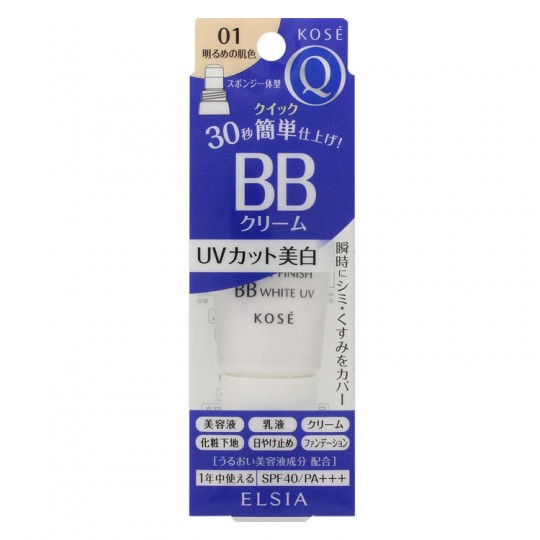 01
明るめの肌色
KOSÉ
スポンジ一体型
Q
クイック
30秒簡単仕上げ!
BB
クリーム
UVカット美白
瞬時にシミ・くすみをカバー
FINISH
BB WHITE UV
KOSÉ
美容液 乳液 クリーム
化粧下地 日やけ止め ファンデーション
[うるおい美容液成分 配合]
1年中使える SPF40/PA+++
ELSIA